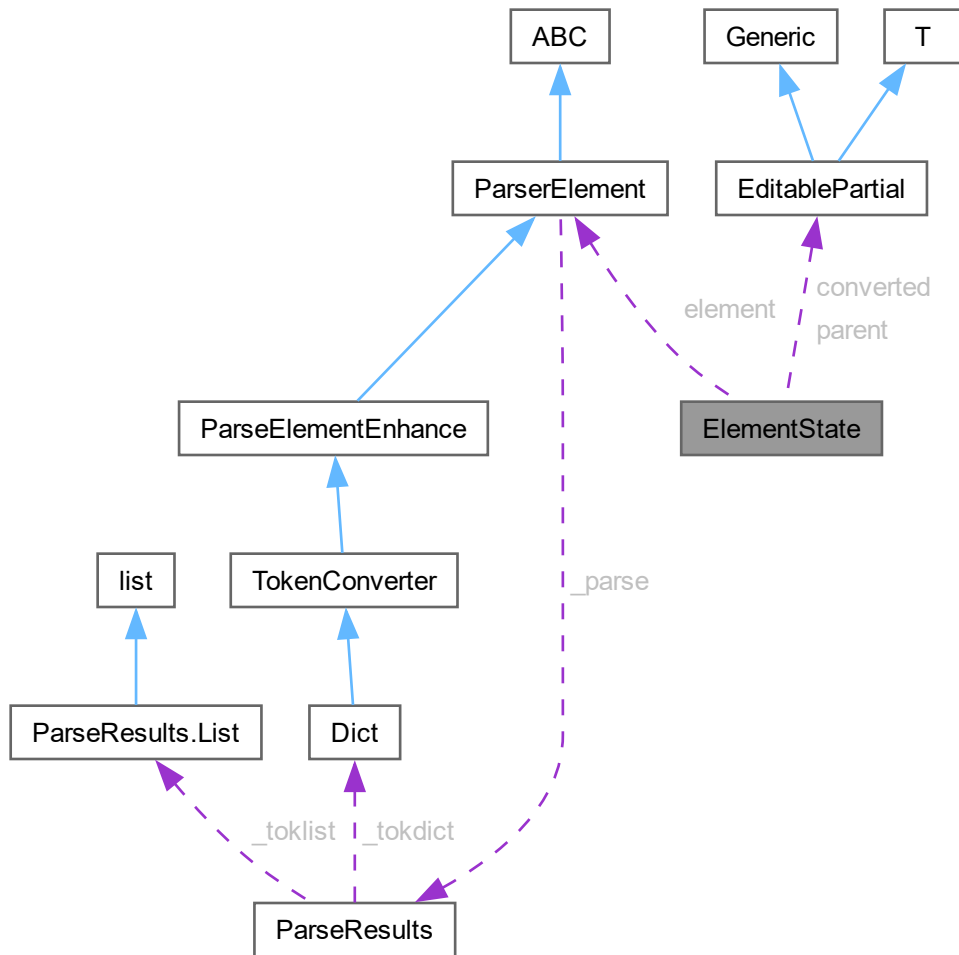 ABC
Generic
T
ParserElement
EditablePartial
element
converted
parent
ParseElementEnhance
ElementState
list
TokenConverter
_parse
ParseResults.List
Dict
_toklist
_tokdict
ParseResults